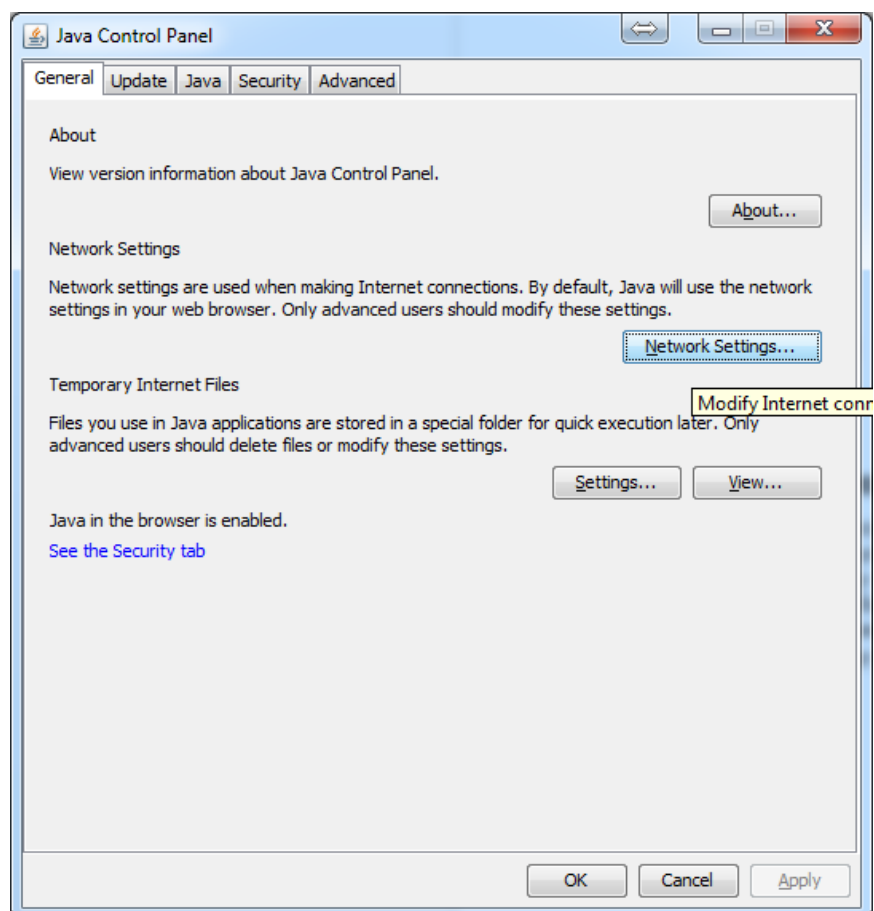 Java Control Panel
General Update Java Security Advanced
About
View version information about Java Control Panel.
About...
Network Settings
Network settings are used when making Internet connections. By default, Java will use the network
settings in your web browser. Only advanced users should modify these settings.
Network Settings...
Temporary Internet Files
Modify Internet conn
Files you use in Java applications are stored in a special folder for quick execution later. Only
advanced users should delete files or modify these settings.
Settings... View...
Java in the browser is enabled.
See the Security tab
OK Cancel Apply